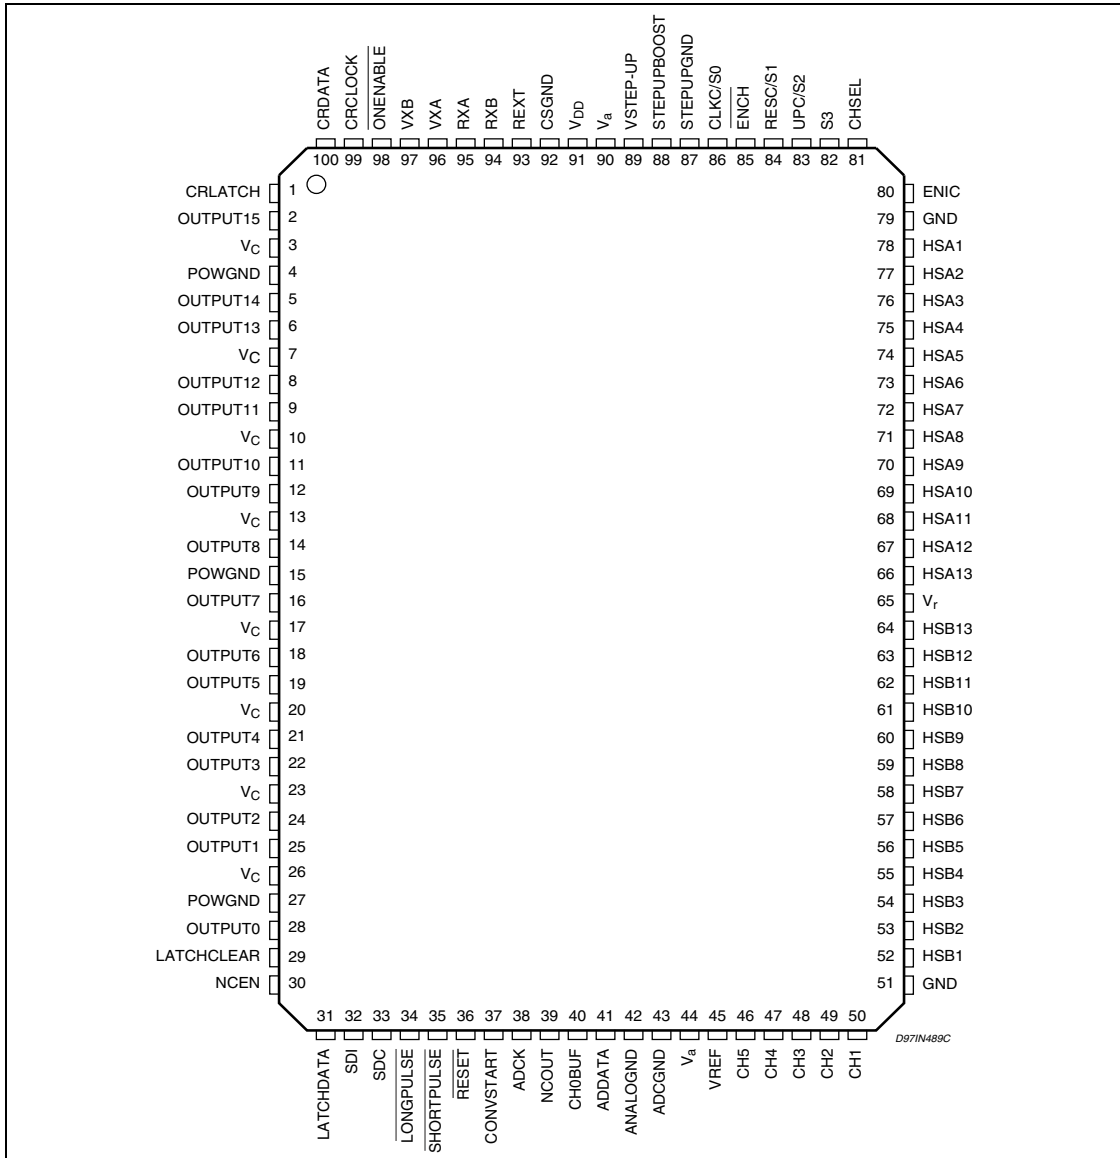 CRDATA
CRCLOCK
ONENABLE
VXB
VXA
RXA
RXB
REXT
CSGND
VDD
Va
VSTEP-UP
STEPUPBOOST
STEPUPGND
CLKC/S0
ENCH
RESC/S1
UPC/S2
S3
CHSEL
100 99 98 97 96 95 94 93 92 91 90 89 88 87 86 85 84 83 82 81
CRLATCH 1 80 ENIC
OUTPUT15 2 79 GND
VC 3 78 HSA1
POWGND 4 77 HSA2
OUTPUT14 5 76 HSA3
OUTPUT13 6 75 HSA4
VC 7 74 HSA5
OUTPUT12 8 73 HSA6
OUTPUT11 9 72 HSA7
VC 10 71 HSA8
OUTPUT10 11 70 HSA9
OUTPUT9 12 69 HSA10
VC 13 68 HSA11
OUTPUT8 14 67 HSA12
POWGND 15 66 HSA13
OUTPUT7 16 65 Vr
VC 17 64 HSB13
OUTPUT6 18 63 HSB12
OUTPUT5 19 62 HSB11
VC 20 61 HSB10
OUTPUT4 21 60 HSB9
OUTPUT3 22 59 HSB8
VC 23 58 HSB7
OUTPUT2 24 57 HSB6
OUTPUT1 25 56 HSB5
VC 26 55 HSB4
POWGND 27 54 HSB3
OUTPUT0 28 53 HSB2
LATCHCLEAR 29 52 HSB1
NCEN 30 51 GND
31 32 33 34 35 36 37 38 39 40 41 42 43 44 45 46 47 48 49 50
D97IN489C
LATCHDATA
SDI
SDC
LONGPULSE
SHORTPULSE
RESET
CONVSTART
ADCK
NCOUT
CH0BUF
ADDATA
ANALOGND
ADCGND
Va
VREF
CH5
CH4
CH3
CH2
CH1